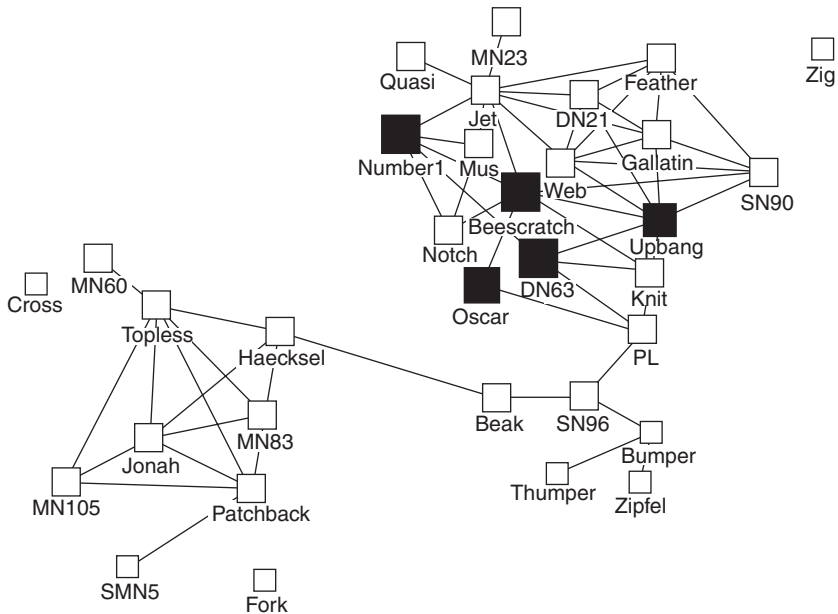 MN23
Quasi
Feather
Zig
Jet
DN21
Number1
Mus
Gallatin
Web
SN90
Beescratch
Notch
Upbang
MN60
Cross
DN63
Knit
Oscar
Topless
Haecksel
PL
Beak
SN96
MN83
Jonah
Bumper
MN105
Patchback
Thumper
Zipfel
SMN5
Fork